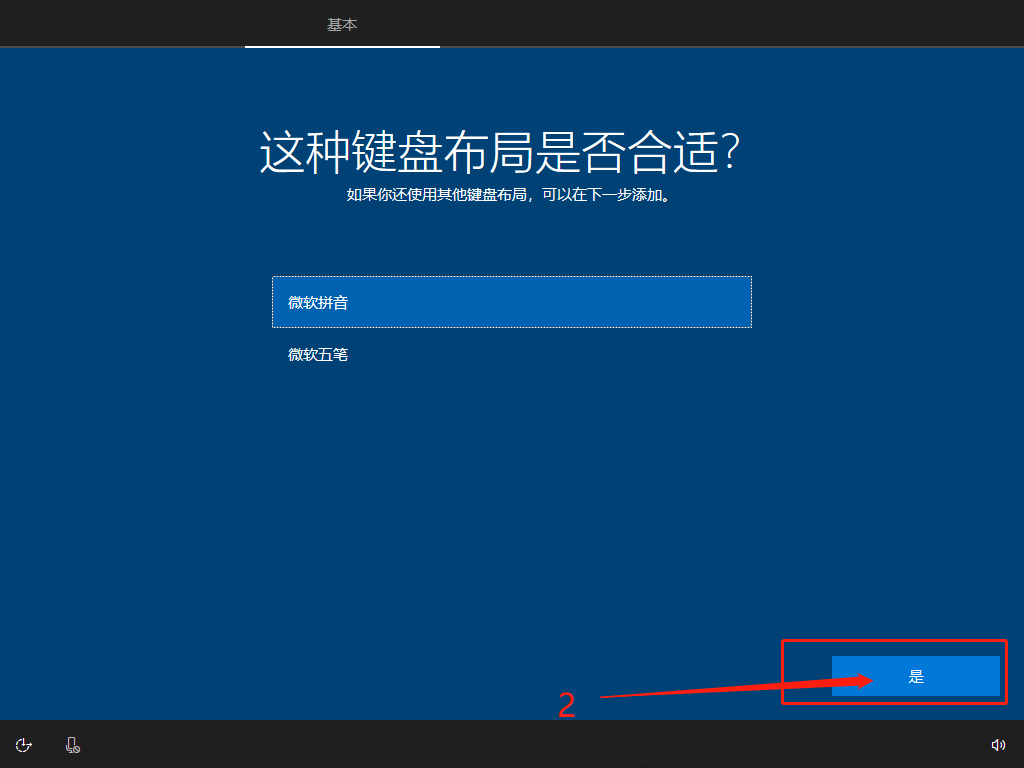 基本
这种键盘布局是否合适?
如果你还使用其他键盘布局，可以在下一步添加。
微软拼音
微软五笔
是
2